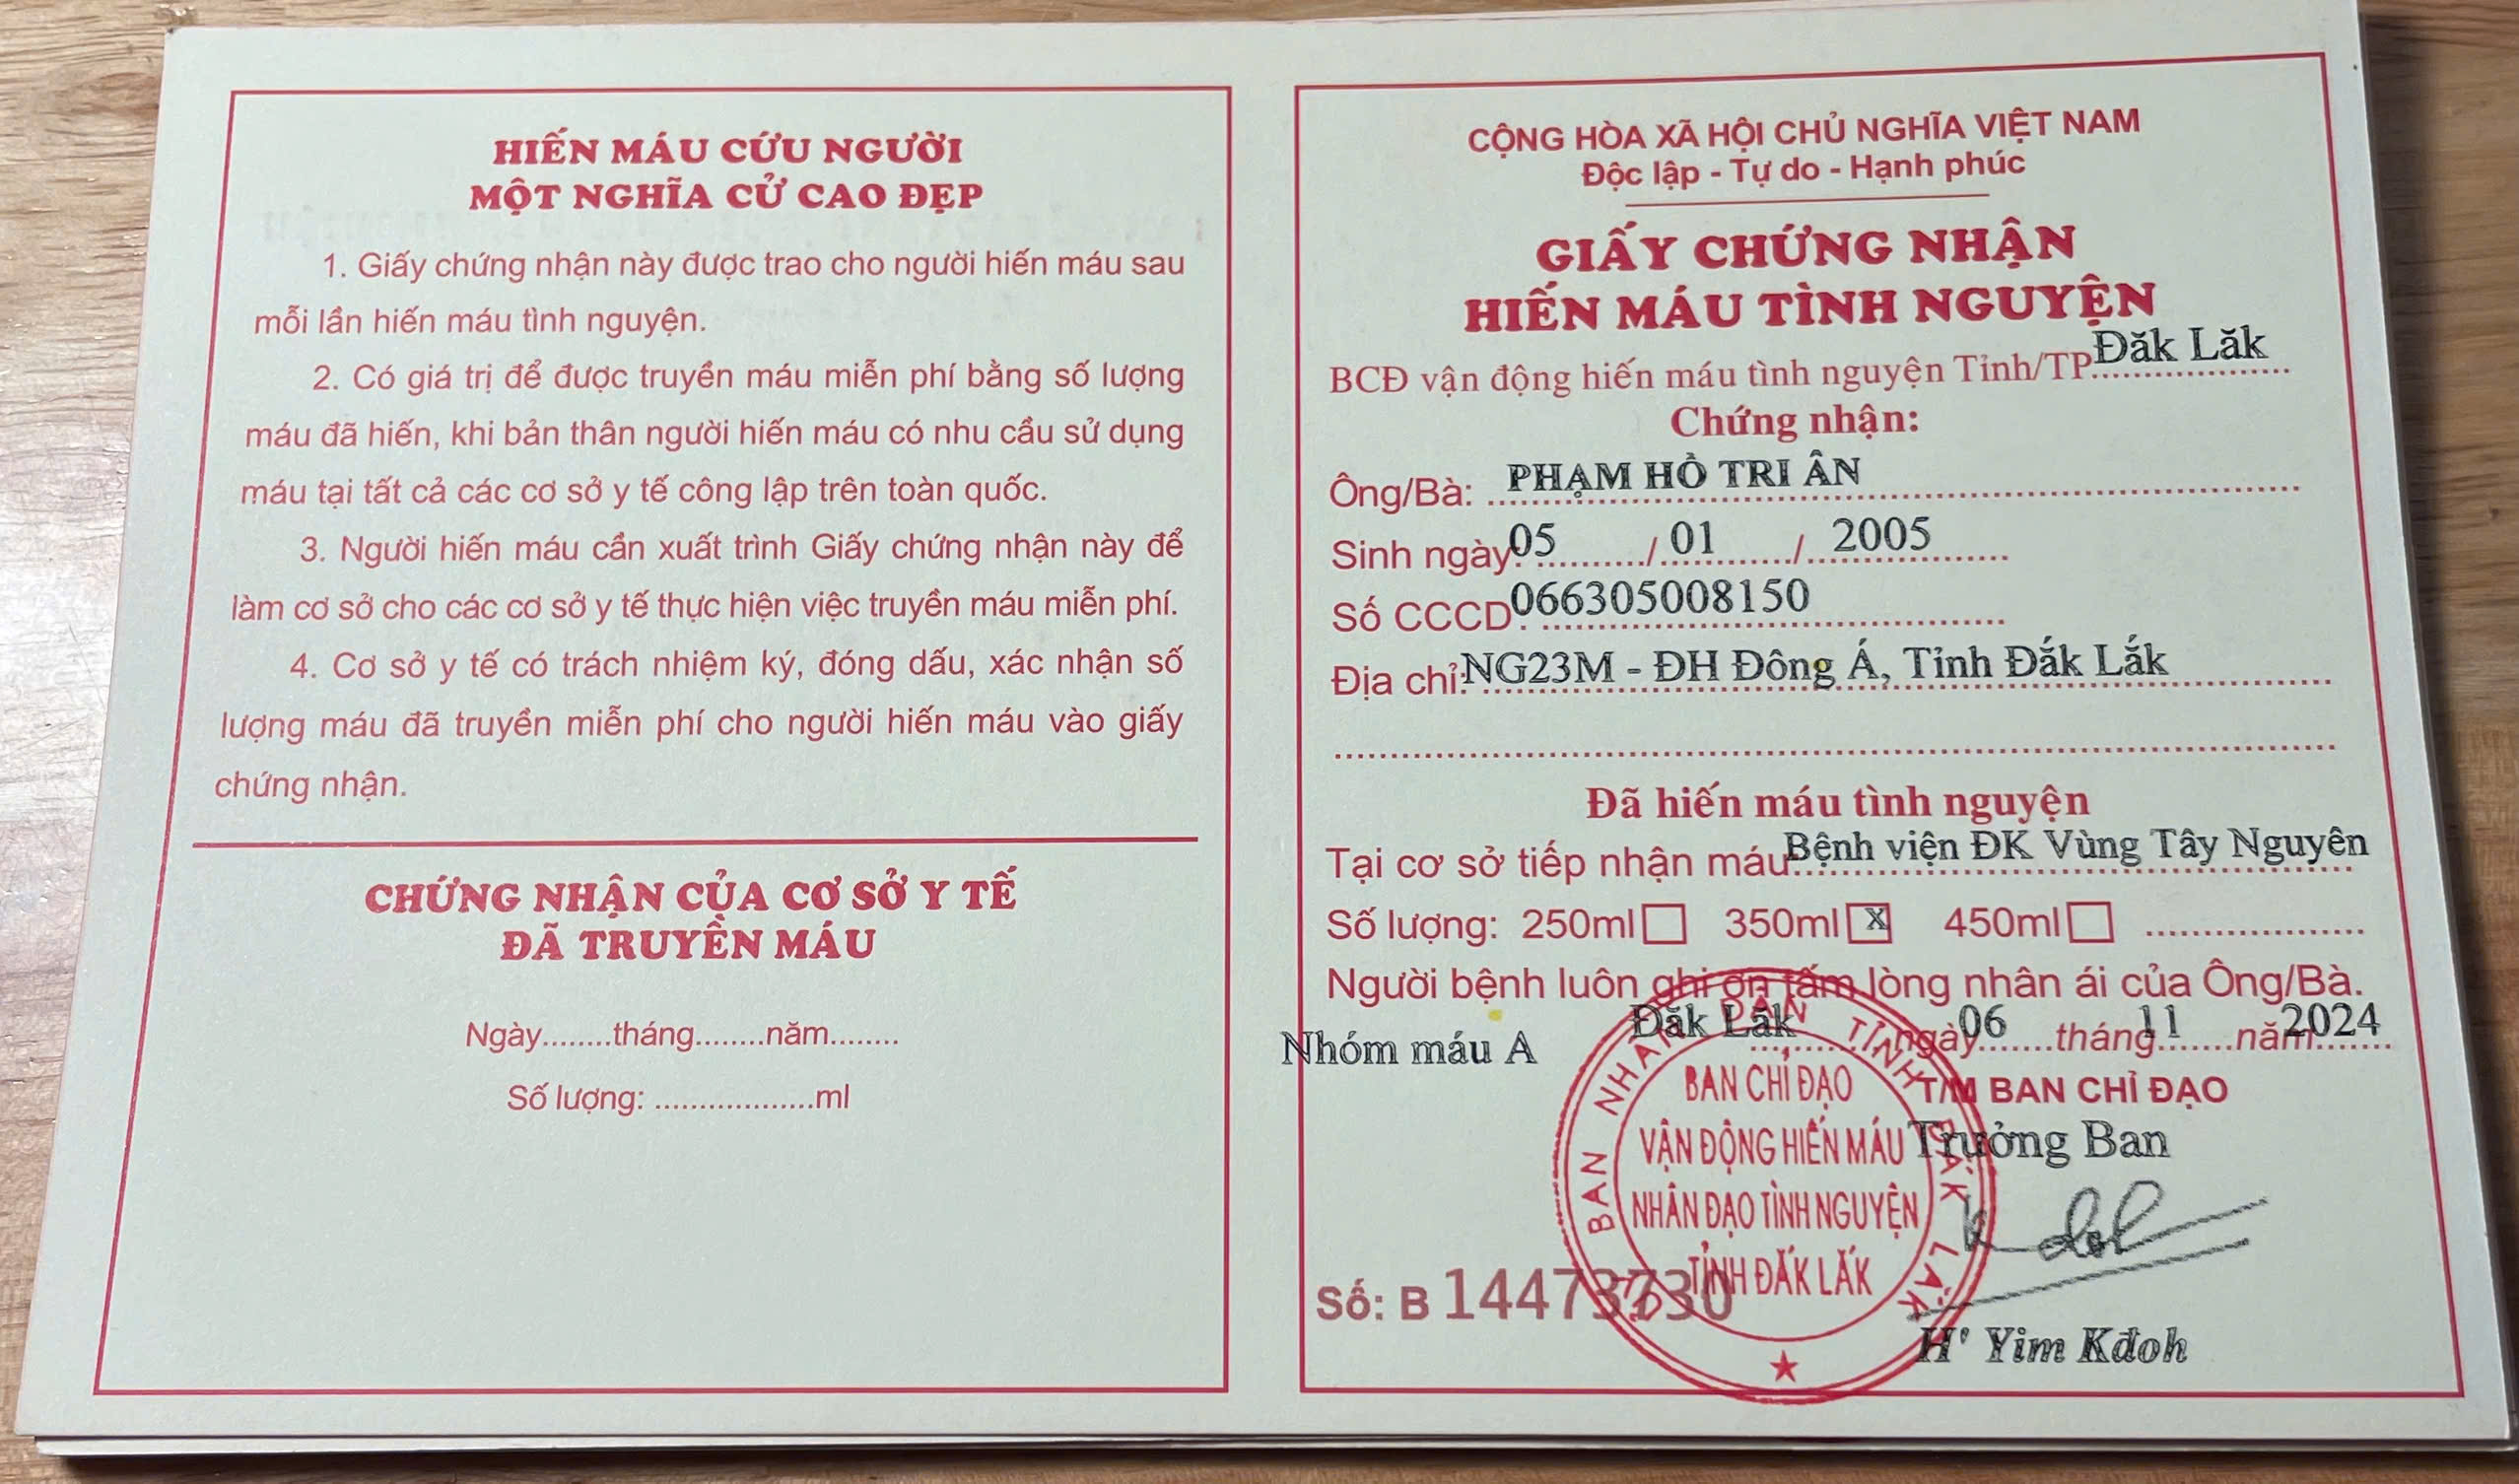 HIẾN MÁU CỨU NGƯỜI
MỘT NGHĨA CỬ CAO ĐẸP
1. Giấy chứng nhận này được trao cho người hiến máu sau
mỗi lần hiến máu tình nguyện.
2. Có giá trị để được truyền máu miễn phí bằng số lượng
máu đã hiến, khi bản thân người hiến máu có nhu cầu sử dụng
máu tại tất cả các cơ sở y tế công lập trên toàn quốc.
3. Người hiến máu cần xuất trình Giấy chứng nhận này để
làm cơ sở cho các cơ sở y tế thực hiện việc truyền máu miễn phí.
4. Cơ sở y tế có trách nhiệm ký, đóng dấu, xác nhận số
lượng máu đã truyền miễn phí cho người hiến máu vào giấy
chứng nhận.
CHỨNG NHẬN CỦA CƠ SỞ Y TẾ
ĐÃ TRUYỀN MÁU
Ngày........tháng........năm........
Số lượng: ..................ml
CỘNG HÒA XÃ HỘI CHỦ NGHĨA VIỆT NAM
Độc lập - Tự do - Hạnh phúc
GIẤY CHỨNG NHẬN
HIẾN MÁU TÌNH NGUYỆN
BCĐ vận động hiến máu tình nguyện Tỉnh/TP Đăk Lăk
Chứng nhận:
Ông/Bà: PHẠM HỒ TRI ÂN
Sinh ngày: 05 / 01 / 2005
Số CCCD: 066305008150
Địa chỉ: NG23M - ĐH Đông Á, Tỉnh Đắk Lắk
Đã hiến máu tình nguyện
Tại cơ sở tiếp nhận máu: Bệnh viện ĐK Vùng Tây Nguyên
Số lượng: 250ml 350ml X 450ml
Người bệnh luôn ghi ơn tấm lòng nhân ái của Ông/Bà.
Nhóm máu A Đăk Lăk ngày 06 tháng 11 năm 2024
T/M BAN CHỈ ĐẠO
Trưởng Ban
BAN NHÂN DÂN TỈNH ĐẮK LẮK
BAN CHỈ ĐẠO
VẬN ĐỘNG HIẾN MÁU
NHÂN ĐẠO TÌNH NGUYỆN
TỈNH ĐẮK LẮK
Số: B 14473730
H' Yim Kđoh